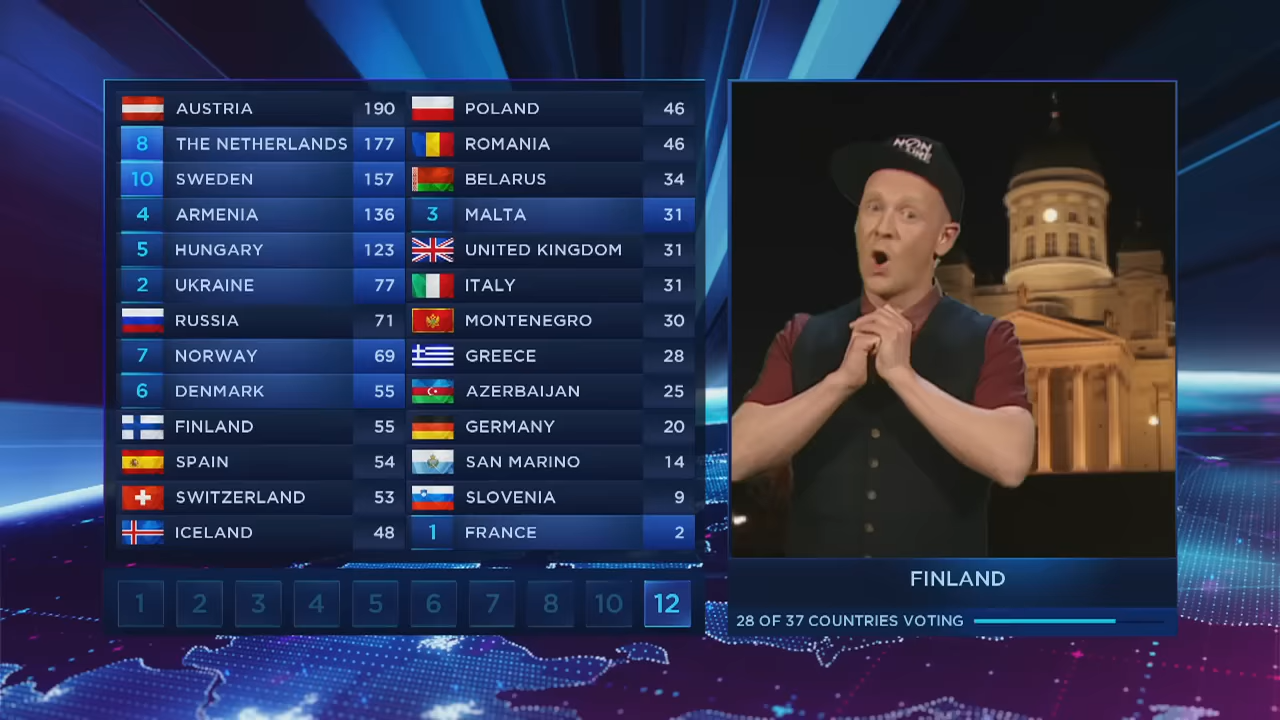 AUSTRIA 190
8 THE NETHERLANDS 177
10 SWEDEN 157
4 ARMENIA 136
5 HUNGARY 123
2 UKRAINE 77
RUSSIA 71
7 NORWAY 69
6 DENMARK 55
FINLAND 55
SPAIN 54
SWITZERLAND 53
ICELAND 48
POLAND 46
ROMANIA 46
BELARUS 34
3 MALTA 31
UNITED KINGDOM 31
ITALY 31
MONTENEGRO 30
GREECE 28
AZERBAIJAN 25
GERMANY 20
SAN MARINO 14
SLOVENIA 9
1 FRANCE 2
1 2 3 4 5 6 7 8 10 12
FINLAND
28 OF 37 COUNTRIES VOTING